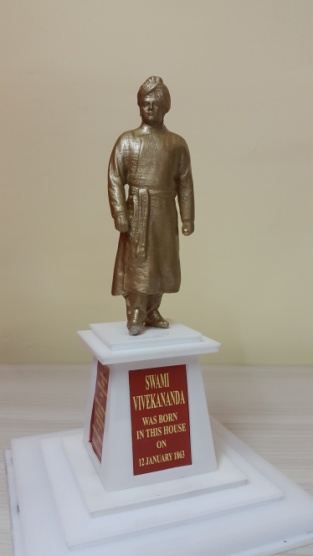 SWAMI
VIVEKANANDA
WAS BORN
IN THIS HOUSE
ON
12 JANUARY 1863